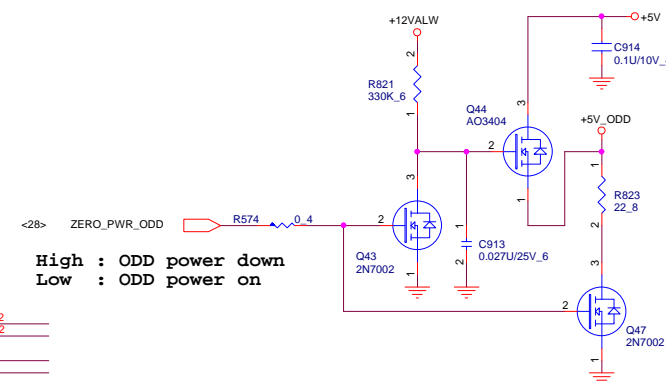 +12VALW
+5V
2
R821
330K_6
1
C914
0.1U/10V_
Q44
AO3404
3
2
1
+5V_ODD
1
R823
22_8
2
3
<28> ZERO_PWR_ODD
R574
0_4
2
3
1
Q43
2N7002
1
2
C913
0.027U/25V_6
High : ODD power down
Low : ODD power on
2
3
1
Q47
2N7002
2
2